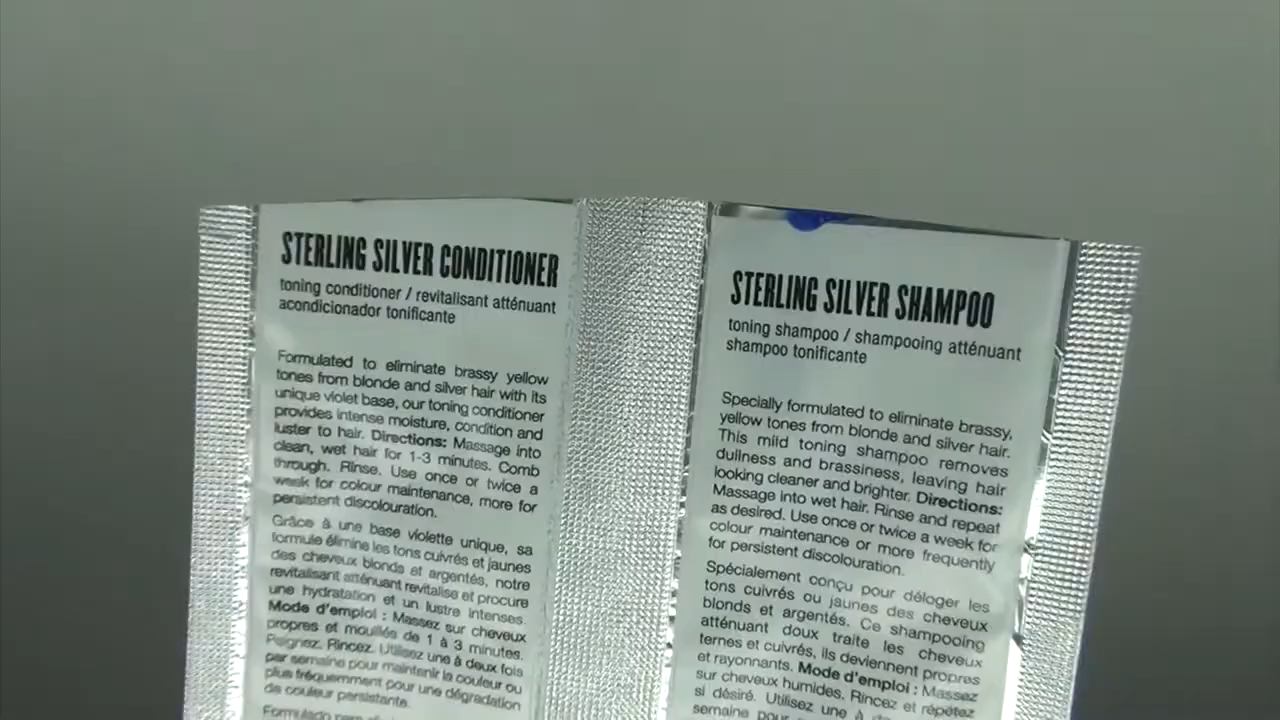 STERLING SILVER CONDITIONER
toning conditioner / revitalisant atténuant
acondicionador tonificante
Formulated to eliminate brassy yellow
tones from blonde and silver hair with its
unique violet base, our toning conditioner
provides intense moisture, condition and
luster to hair. Directions: Massage into
clean, wet hair for 1-3 minutes. Comb
through. Rinse. Use once or twice a
week for colour maintenance, more for
persistent discolouration.
Grâce à une base violette unique, sa
formule élimine les tons cuivrés et jaunes
des cheveux blonds et argentés, notre
revitalisant atténuant revitalise et procure
une hydratation et un lustre intenses.
Mode d'emploi : Massez sur cheveux
propres et mouillés de 1 à 3 minutes.
Peignez. Rincez. Utilisez une à deux fois
par semaine pour maintenir la couleur ou
plus fréquemment pour une dégradation
de couleur persistante.
Formulado para
STERLING SILVER SHAMPOO
toning shampoo / shampooing atténuant
shampoo tonificante
Specially formulated to eliminate brassy,
yellow tones from blonde and silver hair.
This mild toning shampoo removes
dullness and brassiness, leaving hair
looking cleaner and brighter. Directions:
Massage into wet hair. Rinse and repeat
as desired. Use once or twice a week for
colour maintenance or more frequently
for persistent discolouration.
Spécialement conçu pour déloger les
tons cuivrés ou jaunes des cheveux
blonds et argentés. Ce shampooing
atténuant doux traite les cheveux
ternes et cuivrés, ils deviennent propres
et rayonnants. Mode d'emploi : Massez
sur cheveux humides. Rincez et répétez
si désiré. Utilisez une à
semaine pour